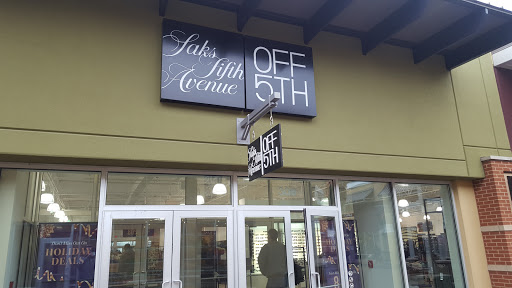 Saks
Fifth
Avenue
OFF
5TH
OFF
5TH
HOLIDAY
DEALS